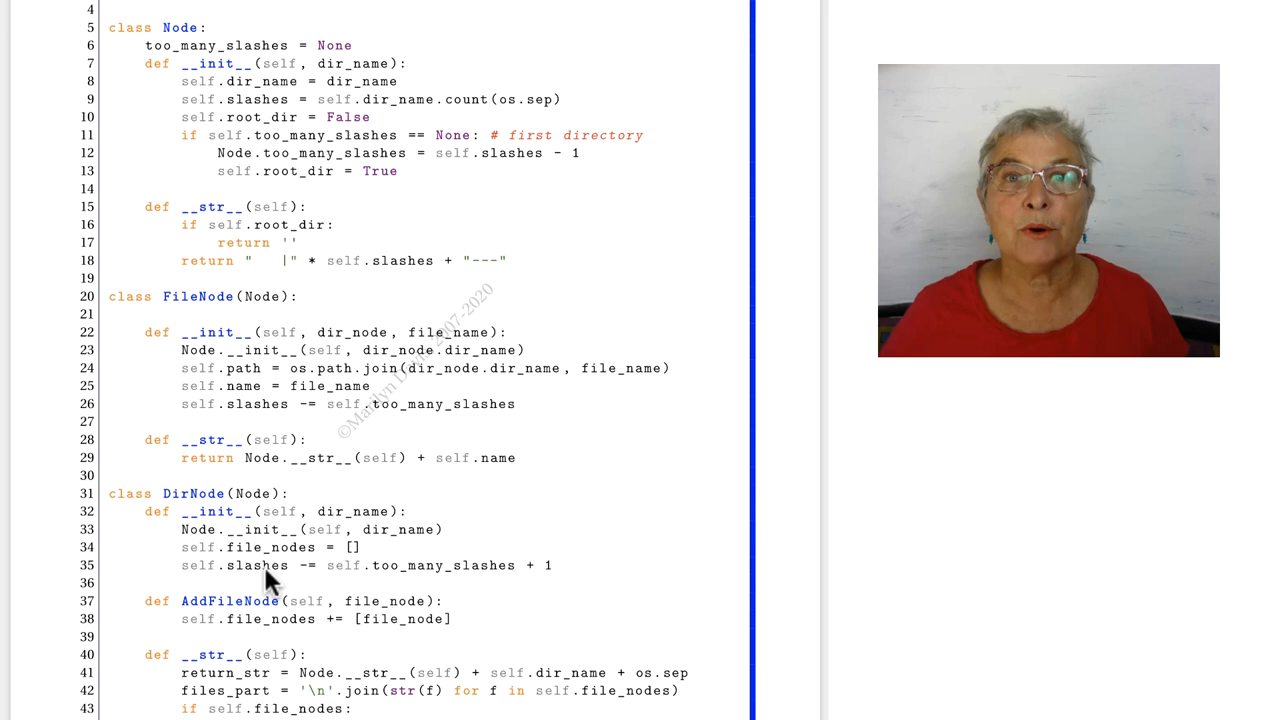 4
5 class Node:
6     too_many_slashes = None
7     def __init__(self, dir_name):
8         self.dir_name = dir_name
9         self.slashes = self.dir_name.count(os.sep)
10         self.root_dir = False
11         if self.too_many_slashes == None: # first directory
12             Node.too_many_slashes = self.slashes - 1
13             self.root_dir = True
14
15     def __str__(self):
16         if self.root_dir:
17             return ''
18         return "   |" * self.slashes + "---"
19
20 class FileNode(Node):
21
22     def __init__(self, dir_node, file_name):
23         Node.__init__(self, dir_node.dir_name)
24         self.path = os.path.join(dir_node.dir_name, file_name)
25         self.name = file_name
26         self.slashes -= self.too_many_slashes
27
28     def __str__(self):
29         return Node.__str__(self) + self.name
30
31 class DirNode(Node):
32     def __init__(self, dir_name):
33         Node.__init__(self, dir_name)
34         self.file_nodes = []
35         self.slashes -= self.too_many_slashes + 1
36
37     def AddFileNode(self, file_node):
38         self.file_nodes += [file_node]
39
40     def __str__(self):
41         return_str = Node.__str__(self) + self.dir_name + os.sep
42         files_part = '\n'.join(str(f) for f in self.file_nodes)
43         if self.file_nodes:
©Marilyn 2007-2020